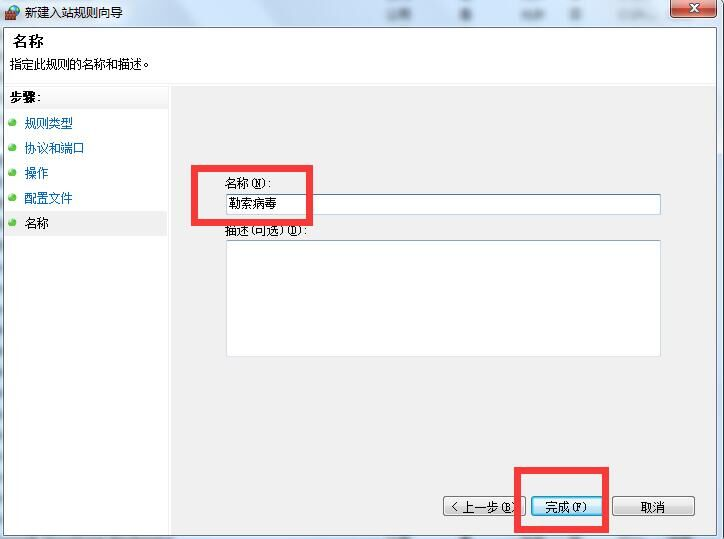 新建入站规则向导
名称
指定此规则的名称和描述。
步骤:
规则类型
协议和端口
操作
配置文件
名称
名称(N):
勒索病毒
描述(可选)(D):
< 上一步(B)
完成(F)
取消